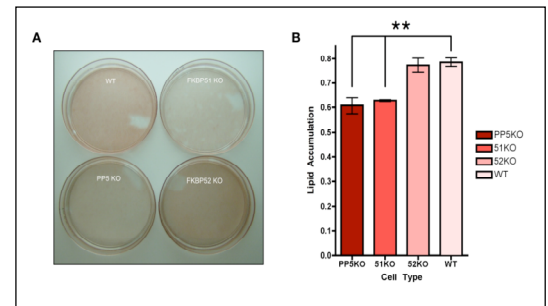 A
WT
FKBP51 KO
PP5 KO
FKBP52 KO
B
**
Lipid Accumulation
0.8
0.7
0.6
0.5
0.4
0.3
0.2
0.1
0.0
PP5KO
51KO
52KO
WT
Cell Type
PP5KO
51KO
52KO
WT